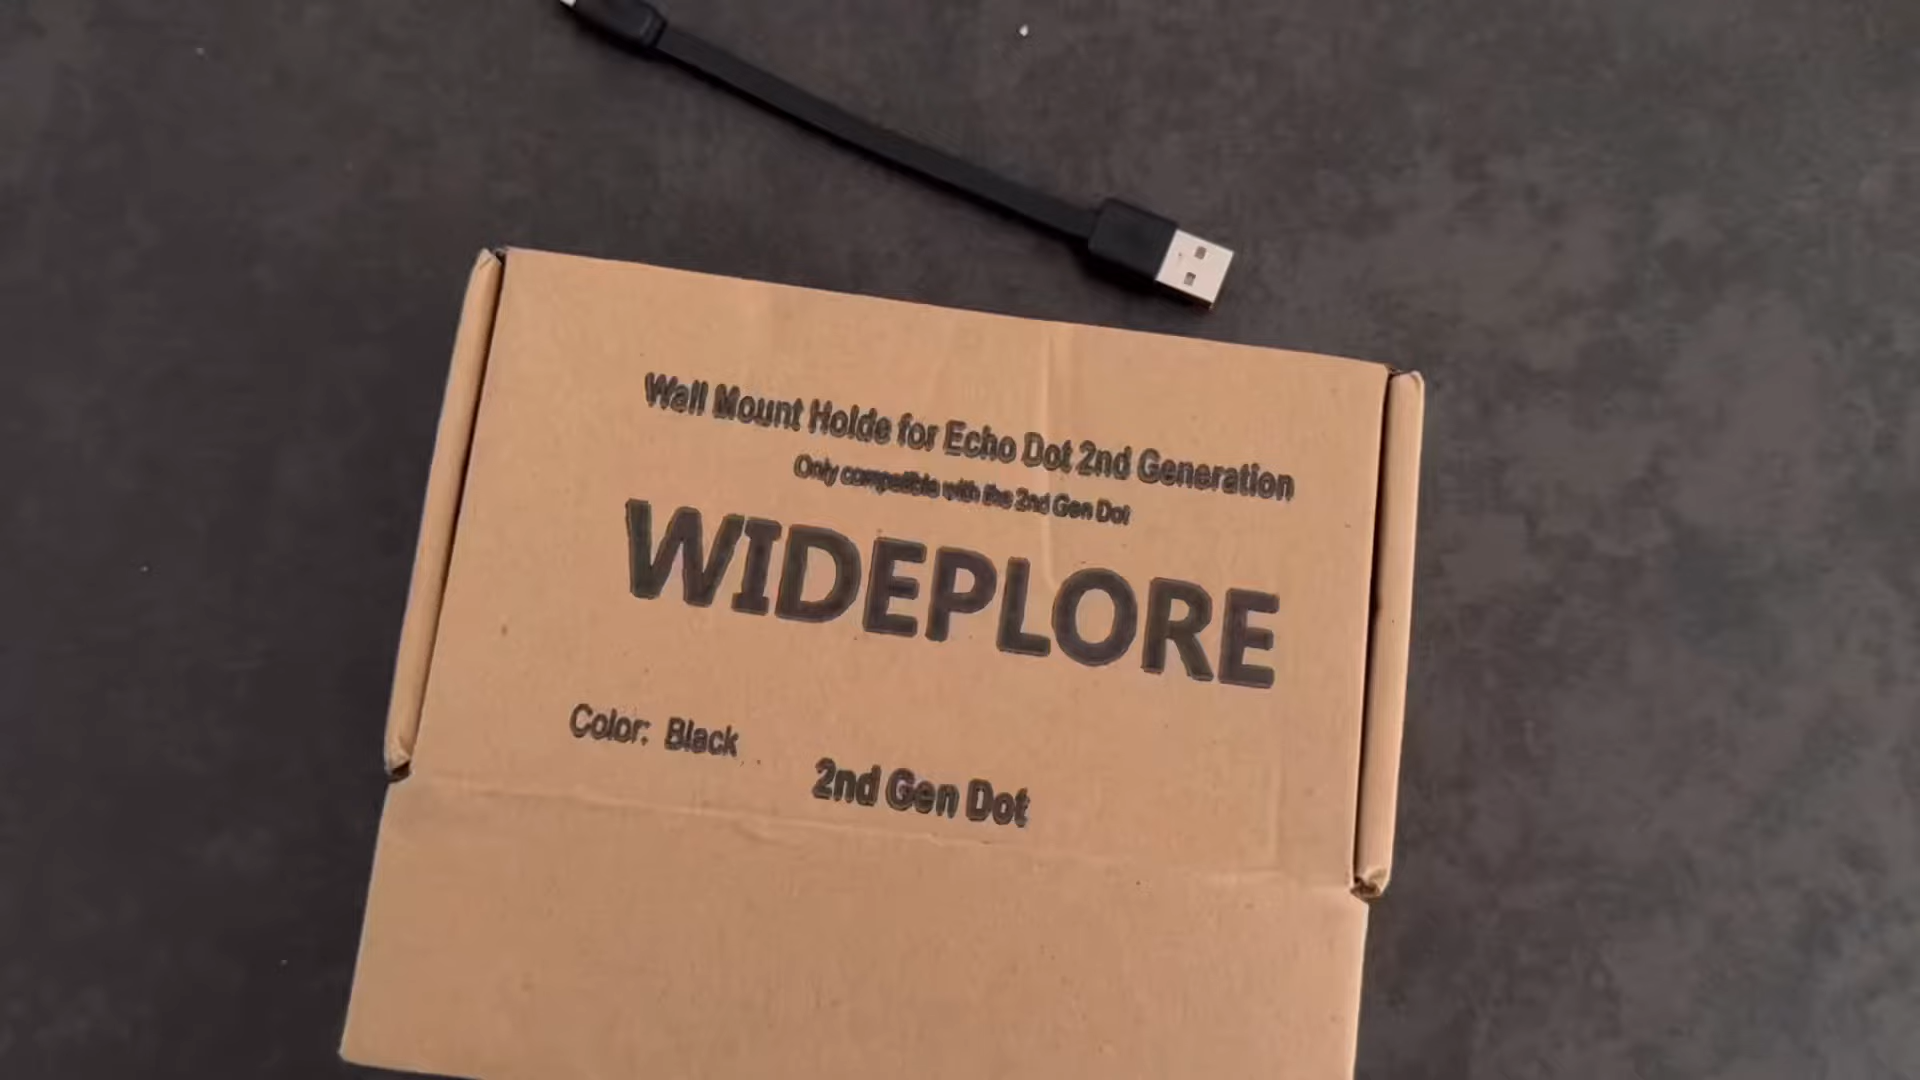 Wall Mount Holde for Echo Dot 2nd Generation
Only compatible with the 2nd Gen Dot
WIDEPLORE
Color: Black
2nd Gen Dot